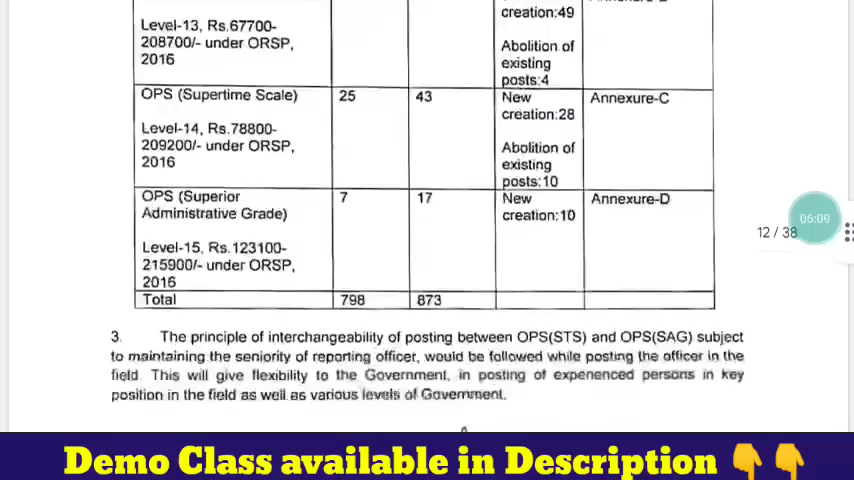 creation:49
Level-13, Rs.67700-
208700/- under ORSP,
2016
Abolition of
existing
posts:4
OPS (Supertime Scale)
25
43
New
creation:28
Annexure-C
Level-14, Rs.78800-
209200/- under ORSP,
2016
Abolition of
existing
posts:10
OPS (Superior
Administrative Grade)
7
17
New
creation:10
Annexure-D
Level-15, Rs.123100-
215900/- under ORSP,
2016
Total
798
873
12 / 38
06:00
3. The principle of interchangeability of posting between OPS(STS) and OPS(SAG) subject
to maintaining the seniority of reporting officer, would be followed while posting the officer in the
field. This will give flexibility to the Government, in posting of experienced persons in key
position in the field as well as various levels of Government.
Demo Class available in Description 👇👇